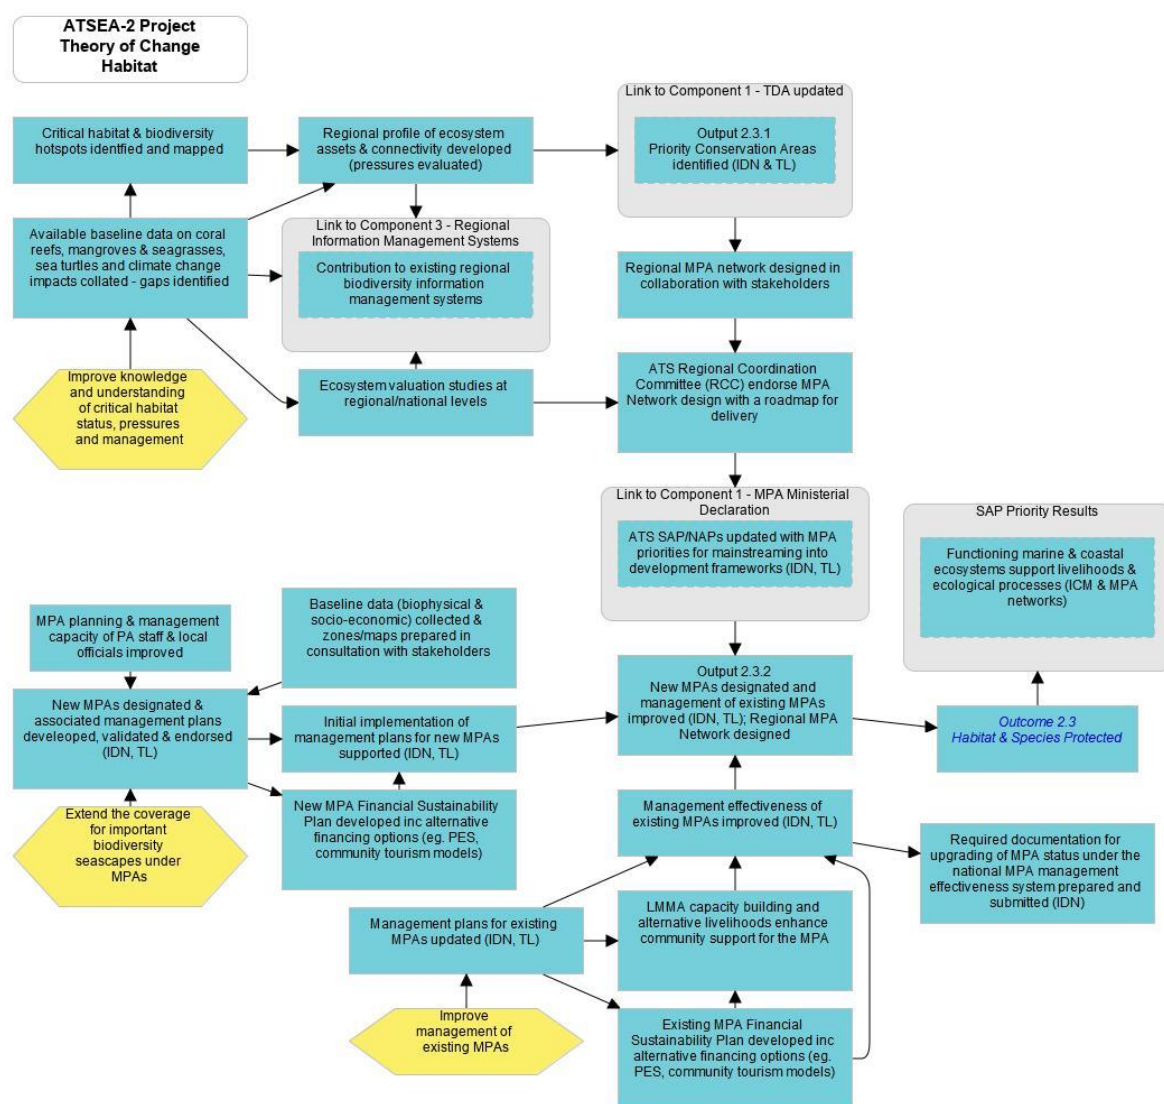 ATSEA-2 Project
Theory of Change
Habitat
Link to Component 1 - TDA updated
Critical habitat & biodiversity
hotspots identfied and mapped
Regional profile of ecosystem
assets & connectivity developed
(pressures evaluated)
Output 2.3.1
Priority Conservation Areas
identified (IDN & TL)
Available baseline data on coral
reefs, mangroves & seagrasses,
sea turtles and climate change
impacts collated - gaps identified
Link to Component 3 - Regional
Information Management Systems
Contribution to existing regional
biodiversity information
management systems
Regional MPA network designed in
collaboration with stakeholders
Improve knowledge
and understanding
of critical habitat
status, pressures
and management
Ecosystem valuation studies at
regional/national levels
ATS Regional Coordination
Committee (RCC) endorse MPA
Network design with a roadmap for
delivery
Link to Component 1 - MPA Ministerial
Declaration
ATS SAP/NAPs updated with MPA
priorities for mainstreaming into
development frameworks (IDN, TL)
SAP Priority Results
Functioning marine & coastal
ecosystems support livelihoods &
ecological processes (ICM & MPA
networks)
MPA planning & management
capacity of PA staff & local
officials improved
Baseline data (biophysical &
socio-economic) collected &
zones/maps prepared in
consultation with stakeholders
New MPAs designated &
associated management plans
develeoped, validated & endorsed
(IDN, TL)
Initial implementation of
management plans for new MPAs
supported (IDN, TL)
Output 2.3.2
New MPAs designated and
management of existing MPAs
improved (IDN, TL); Regional MPA
Network designed
Outcome 2.3
Habitat & Species Protected
Extend the coverage
for important
biodiversity
seascapes under
MPAs
New MPA Financial Sustainability
Plan developed inc alternative
financing options (eg. PES,
community tourism models)
Management effectiveness of
existing MPAs improved (IDN, TL)
Required documentation for
upgrading of MPA status under the
national MPA management
effectiveness system prepared and
submitted (IDN)
Management plans for existing
MPAs updated (IDN, TL)
LMMA capacity building and
alternative livelihoods enhance
community support for the MPA
Improve
management of
existing MPAs
Existing MPA Financial
Sustainability Plan developed inc
alternative financing options (eg.
PES, community tourism models)